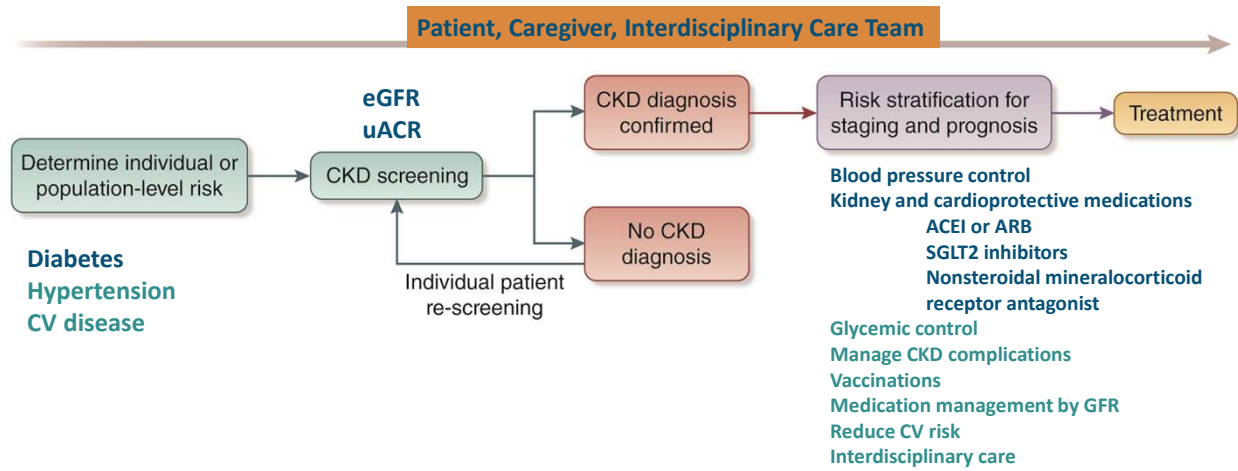 Patient, Caregiver, Interdisciplinary Care Team
Determine individual or
population-level risk
Diabetes
Hypertension
CV disease
eGFR
uACR
CKD screening
CKD diagnosis
confirmed
No CKD
diagnosis
Individual patient
re-screening
Risk stratification for
staging and prognosis
Treatment
Blood pressure control
Kidney and cardioprotective medications
ACEI or ARB
SGLT2 inhibitors
Nonsteroidal mineralocorticoid
receptor antagonist
Glycemic control
Manage CKD complications
Vaccinations
Medication management by GFR
Reduce CV risk
Interdisciplinary care